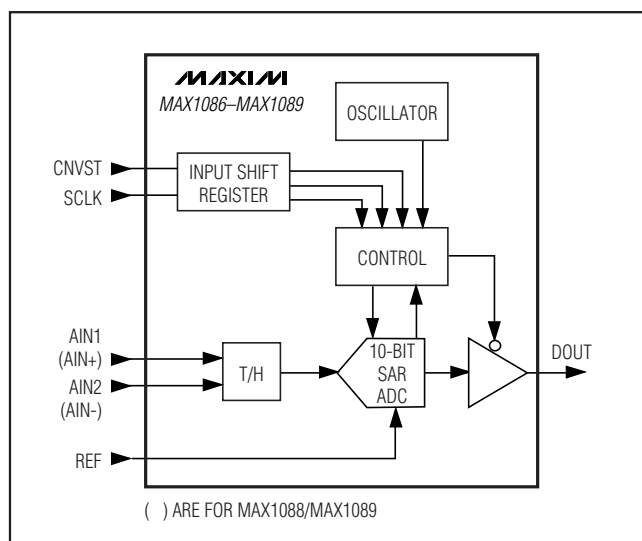 MAXIM
MAX1086–MAX1089
OSCILLATOR
CNVST
SCLK
INPUT SHIFT
REGISTER
CONTROL
AIN1
(AIN+)
AIN2
(AIN-)
T/H
10-BIT
SAR
ADC
DOUT
REF
( ) ARE FOR MAX1088/MAX1089